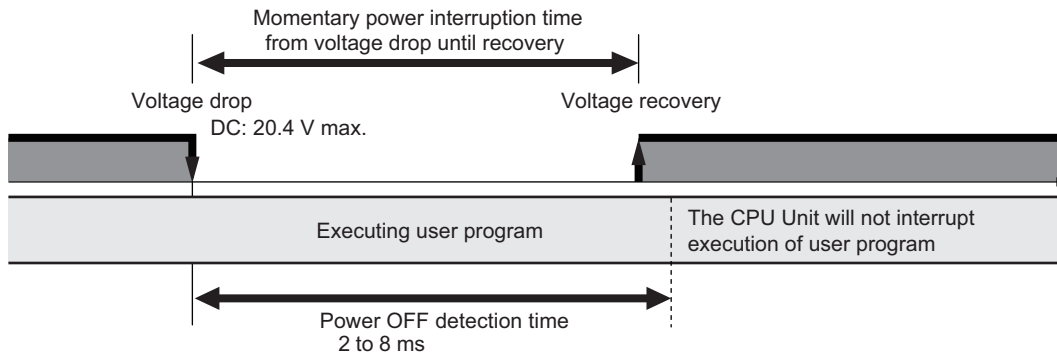 Momentary power interruption time
from voltage drop until recovery
Voltage drop
DC: 20.4 V max.
Voltage recovery
Executing user program
The CPU Unit will not interrupt
execution of user program
Power OFF detection time
2 to 8 ms